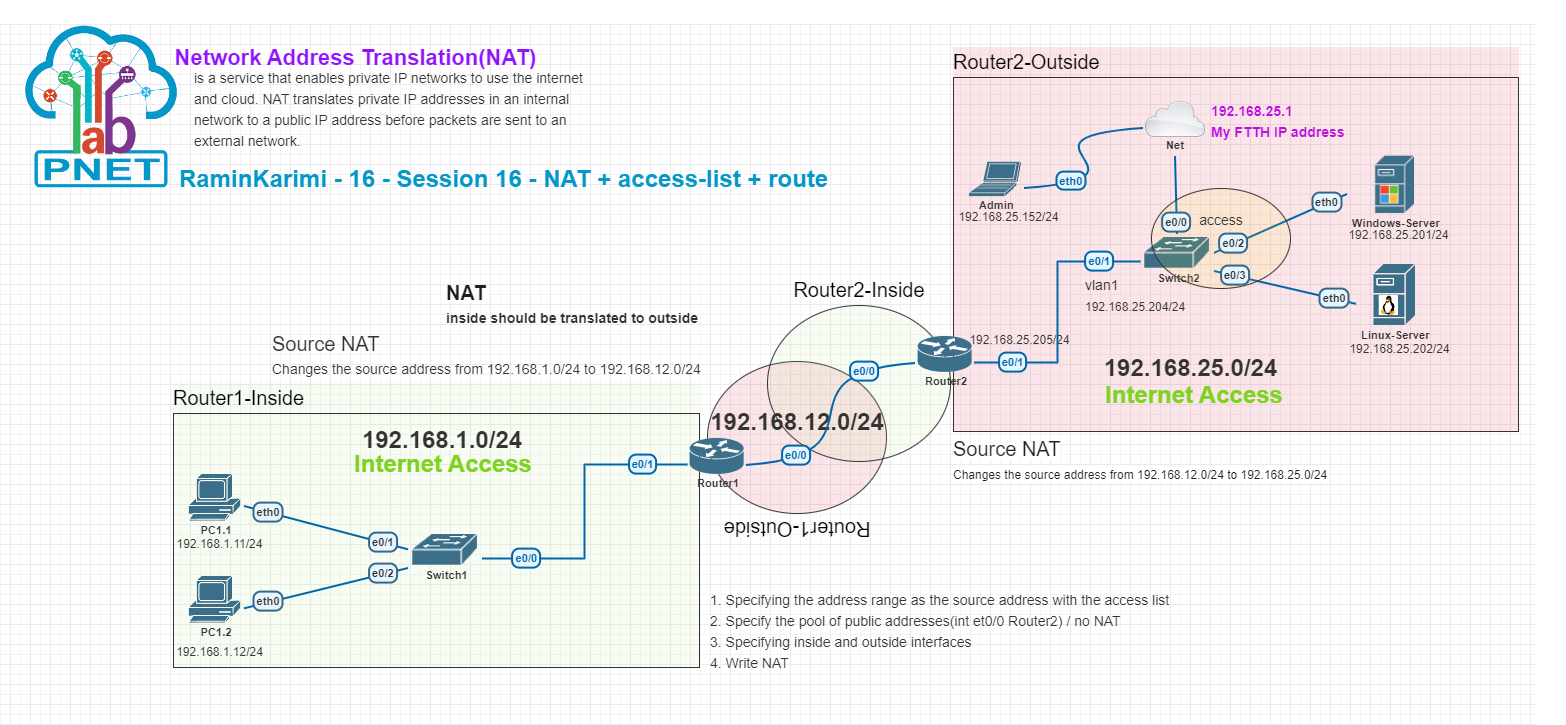 Network Address Translation(NAT)
is a service that enables private IP networks to use the internet
and cloud. NAT translates private IP addresses in an internal
network to a public IP address before packets are sent to an
external network.
lab
PNET
RaminKarimi - 16 - Session 16 - NAT + access-list + route
Router2-Outside
192.168.25.1
My FTTH IP address
Net
eth0
Admin
192.168.25.152/24
e0/0
access
eth0
Windows-Server
192.168.25.201/24
e0/2
e0/1
Switch2
e0/3
vlan1
192.168.25.204/24
eth0
Linux-Server
192.168.25.202/24
NAT
inside should be translated to outside
Router2-Inside
192.168.25.205/24
e0/1
Router2
e0/0
192.168.25.0/24
Internet Access
Source NAT
Changes the source address from 192.168.1.0/24 to 192.168.12.0/24
Router1-Inside
192.168.12.0/24
192.168.1.0/24
Internet Access
e0/1
e0/0
Router1
Router1-Outside
Source NAT
Changes the source address from 192.168.12.0/24 to 192.168.25.0/24
eth0
PC1.1
192.168.1.11/24
e0/1
e0/0
e0/2
Switch1
eth0
PC1.2
192.168.1.12/24
1. Specifying the address range as the source address with the access list
2. Specify the pool of public addresses(int et0/0 Router2) / no NAT
3. Specifying inside and outside interfaces
4. Write NAT